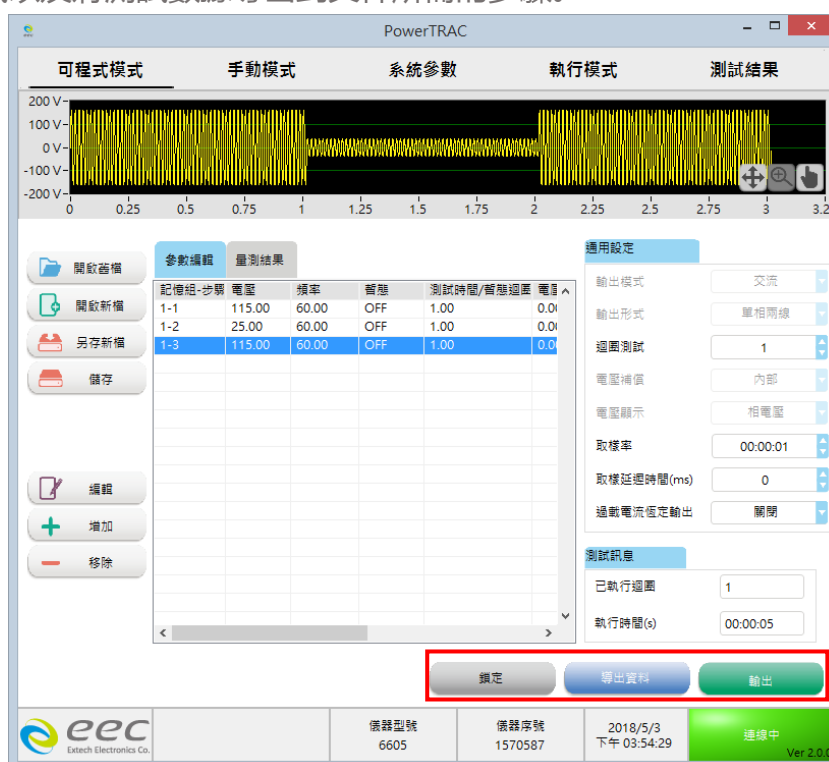 PowerTRAC
可程式模式 手動模式 系統參數 執行模式 測試結果
200 V
100 V
0 V
-100 V
-200 V
0 0.25 0.5 0.75 1 1.25 1.5 1.75 2 2.25 2.5 2.75 3 3.2
開啟舊檔
開啟新檔
另存新檔
儲存
編輯
增加
移除
參數編輯 量測結果
記憶組-步驟 電壓 頻率 暫態 測試時間/暫態迴圈 電壓
1-1 115.00 60.00 OFF 1.00 0.00
1-2 25.00 60.00 OFF 1.00 0.00
1-3 115.00 60.00 OFF 1.00 0.00
通用設定
輸出模式 交流
輸出形式 單相兩線
迴圈測試 1
電壓補償 內部
電壓顯示 相電壓
取樣率 00:00:01
取樣延遲時間(ms) 0
過載電流恆定輸出 關閉
測試訊息
已執行迴圈 1
執行時間(s) 00:00:05
鎖定 導出資料 輸出
eec
Extech Electronics Co.
儀器型號
6605
儀器序號
1570587
2018/5/3
下午 03:54:29
連線中
Ver 2.0.0